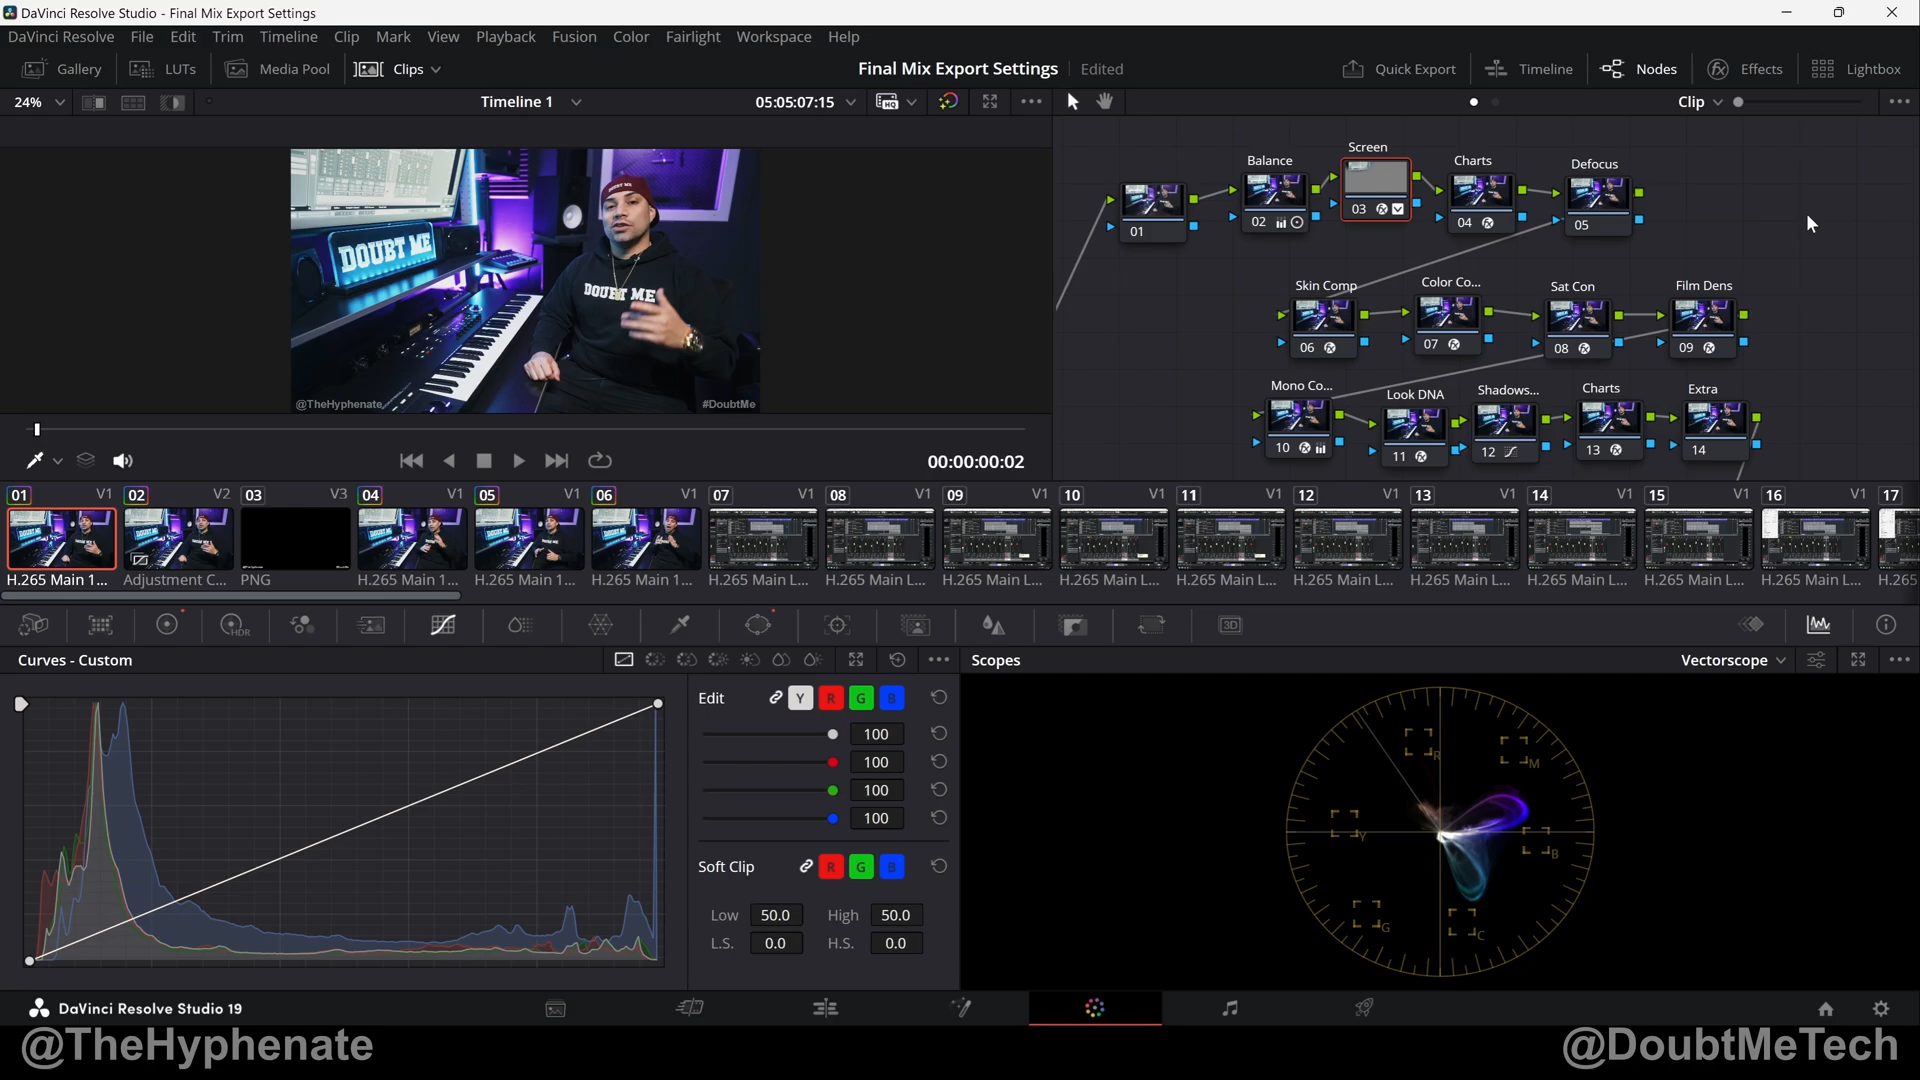 DaVinci Resolve Studio - Final Mix Export Settings
DaVinci Resolve File Edit Trim Timeline Clip Mark View Playback Fusion Color Fairlight Workspace Help
Gallery LUTs Media Pool Clips Final Mix Export Settings Edited Quick Export Timeline Nodes Effects Lightbox
24% Timeline 1 05:05:07:15 HQ Clip
Screen
Balance Charts Defocus
01 02 03 04 05
DOUBT ME
DOUBT ME
@TheHyphenate #DoubtMe
Skin Comp Color Co... Sat Con Film Dens
06 07 08 09
Mono Co... Look DNA Shadows... Charts Extra
10 11 12 13 14
00:00:00:02
01 V1 02 V2 03 V3 04 V1 05 V1 06 V1 07 V1 08 V1 09 V1 10 V1 11 V1 12 V1 13 V1 14 V1 15 V1 16 V1 17
H.265 Main 1... Adjustment C... PNG H.265 Main 1... H.265 Main 1... H.265 Main 1... H.265 Main L... H.265 Main L... H.265 Main L... H.265 Main L... H.265 Main L... H.265 Main L... H.265 Main L... H.265 Main L... H.265 Main L... H.265 Main L... H.265
HDR 3D
Curves - Custom Scopes Vectorscope
Edit Y R G B
100
100
100
100
Soft Clip R G B
Low 50.0 High 50.0
L.S. 0.0 H.S. 0.0
R M
Y B
G C
DaVinci Resolve Studio 19
@TheHyphenate @DoubtMeTech